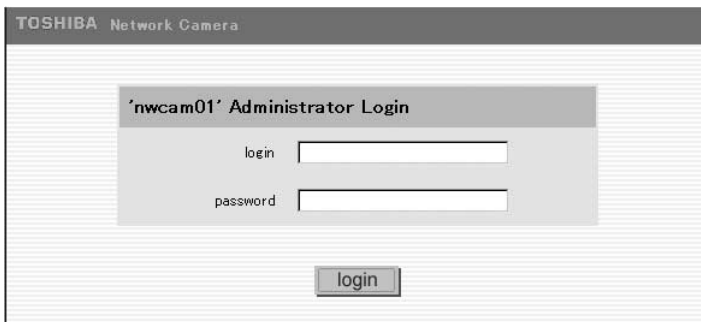 TOSHIBA Network Camera
'nwcam01' Administrator Login
login
password
login